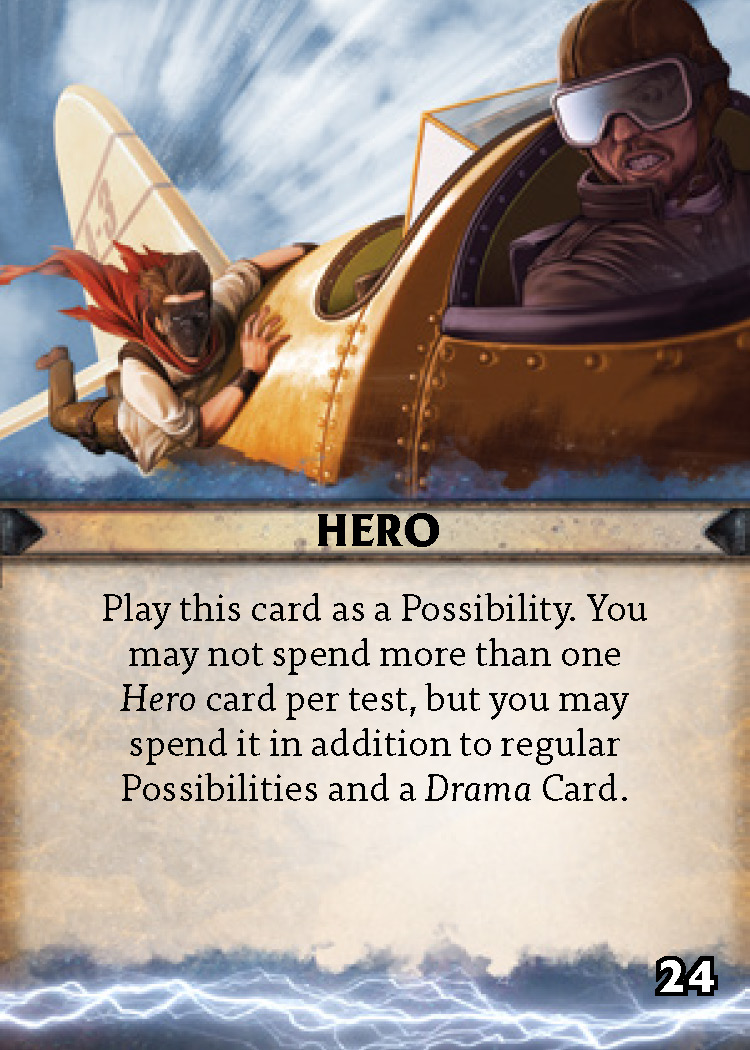 HERO
Play this card as a Possibility. You
may not spend more than one
Hero card per test, but you may
spend it in addition to regular
Possibilities and a Drama Card.
24